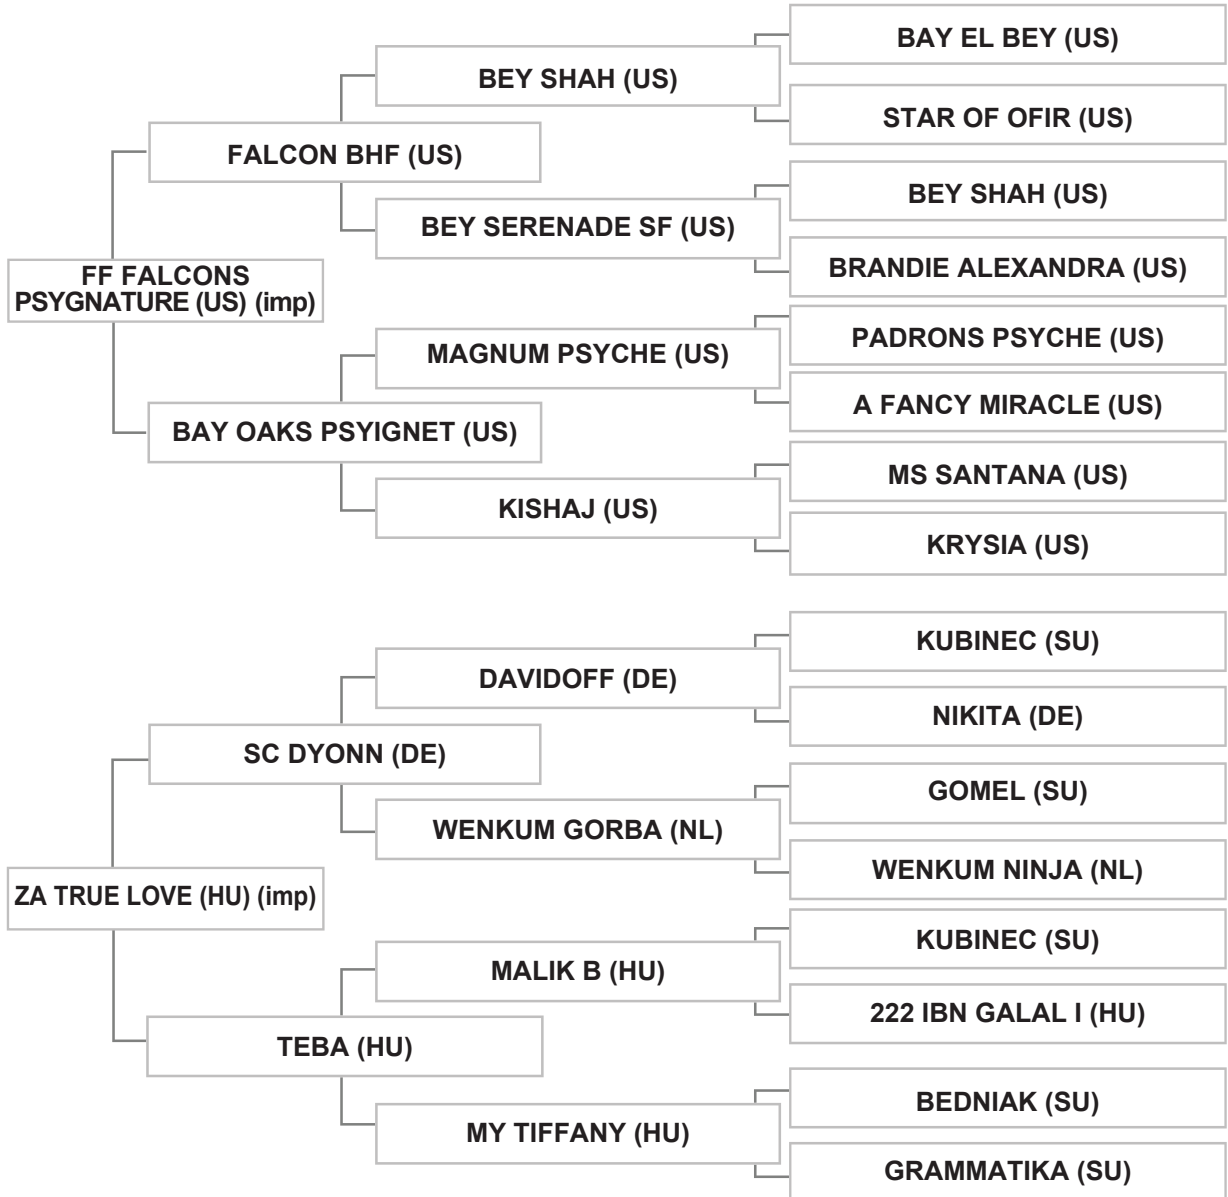 BAY EL BEY (US)
BEY SHAH (US)
STAR OF OFIR (US)
FALCON BHF (US)
BEY SHAH (US)
BEY SERENADE SF (US)
BRANDIE ALEXANDRA (US)
FF FALCONS
PSYGNATURE (US) (imp)
PADRONS PSYCHE (US)
MAGNUM PSYCHE (US)
A FANCY MIRACLE (US)
BAY OAKS PSYIGNET (US)
MS SANTANA (US)
KISHAJ (US)
KRYSIA (US)
KUBINEC (SU)
DAVIDOFF (DE)
NIKITA (DE)
SC DYONN (DE)
GOMEL (SU)
WENKUM GORBA (NL)
WENKUM NINJA (NL)
ZA TRUE LOVE (HU) (imp)
KUBINEC (SU)
MALIK B (HU)
222 IBN GALAL I (HU)
TEBA (HU)
BEDNIAK (SU)
MY TIFFANY (HU)
GRAMMATIKA (SU)